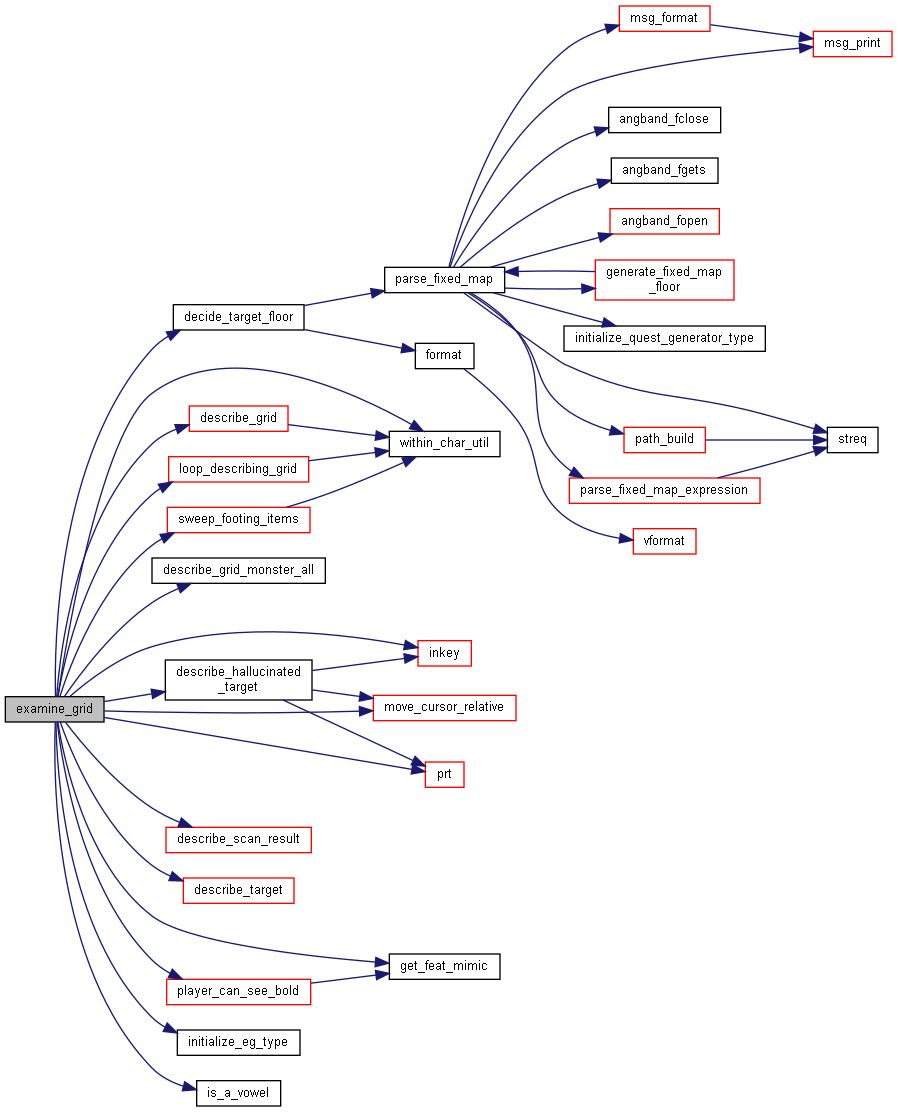 msg_format
msg_print
angband_fclose
angband_fgets
angband_fopen
generate_fixed_map
_floor
parse_fixed_map
decide_target_floor
initialize_quest_generator_type
format
describe_grid
within_char_util
path_build
streq
loop_describing_grid
parse_fixed_map_expression
sweep_footing_items
vformat
describe_grid_monster_all
inkey
describe_hallucinated
_target
move_cursor_relative
examine_grid
prt
describe_scan_result
describe_target
get_feat_mimic
player_can_see_bold
initialize_eg_type
is_a_vowel